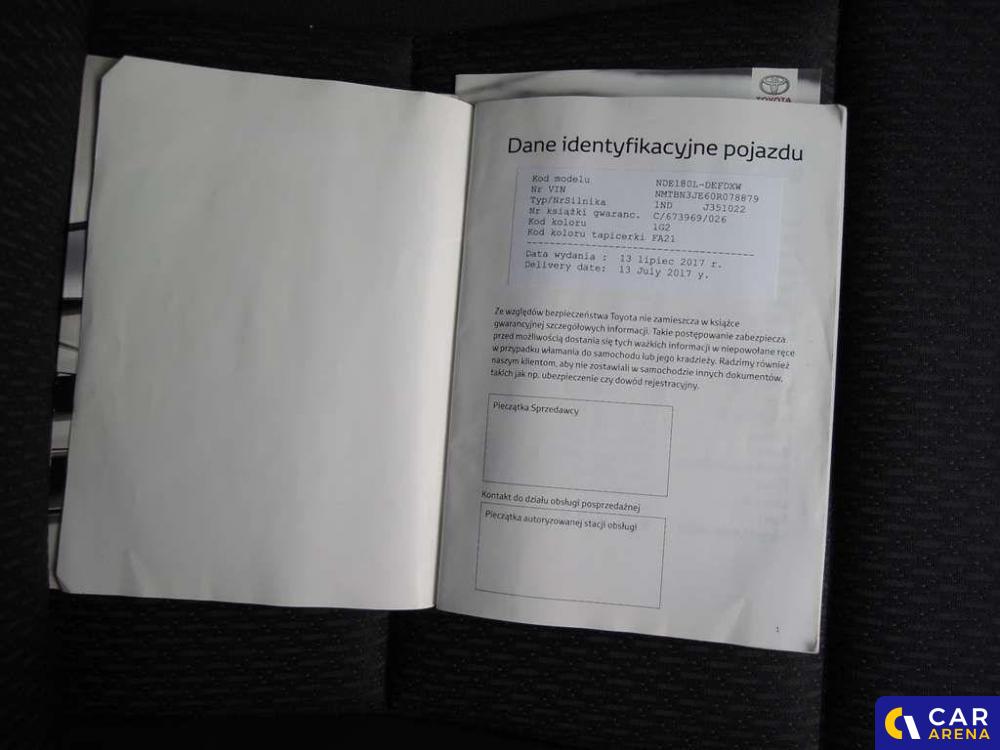 TOYOTA
Dane identyfikacyjne pojazdu
Kod modelu NDE180L-DEFDXW
Nr VIN NMTBN3JE60R078879
Typ/NrSilnika 1ND J351022
Nr książki gwaranc. C/673969/026
Kod koloru 1G2
Kod koloru tapicerki FA21
--------------------------------------------
Data wydania : 13 lipiec 2017 r.
Delivery date: 13 July 2017 y.
Ze względów bezpieczeństwa Toyota nie zamieszcza w książce
gwarancyjnej szczegółowych informacji. Takie postępowanie zabezpiecza
przed możliwością dostania się tych ważkich informacji w niepowołane ręce
w przypadku włamania do samochodu lub jego kradzieży. Radzimy również
naszym klientom, aby nie zostawiali w samochodzie innych dokumentów,
takich jak np. ubezpieczenie czy dowód rejestracyjny.
Pieczątka Sprzedawcy
Kontakt do działu obsługi posprzedażnej
Pieczątka autoryzowanej stacji obsługi
1
CAR
ARENA